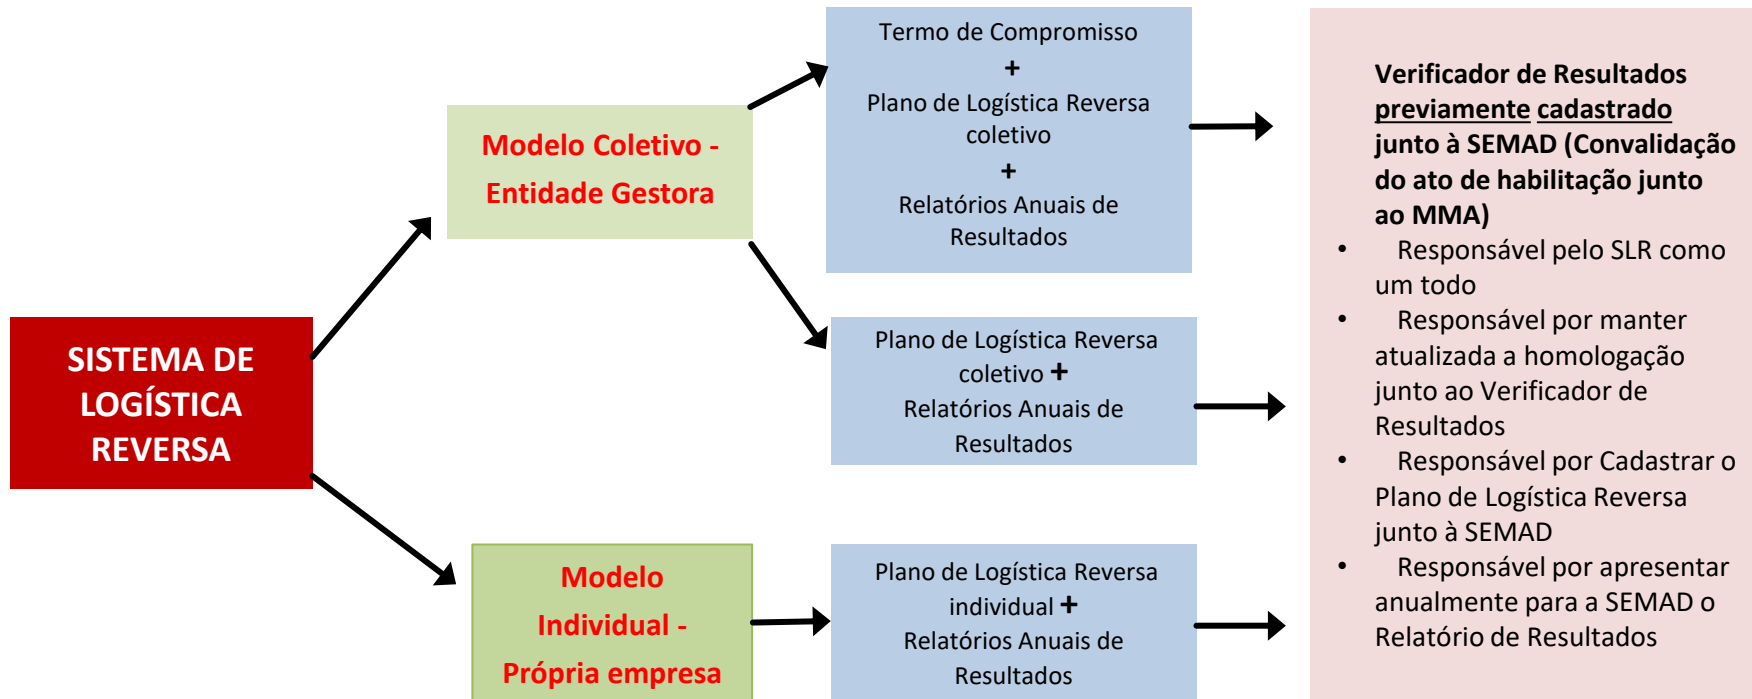 SISTEMA DE
LOGÍSTICA
REVERSA
Modelo Coletivo -
Entidade Gestora
Modelo
Individual -
Própria empresa
Termo de Compromisso
+
Plano de Logística Reversa
coletivo
+
Relatórios Anuais de
Resultados
Plano de Logística Reversa
coletivo +
Relatórios Anuais de
Resultados
Plano de Logística Reversa
individual +
Relatórios Anuais de
Resultados
Verificador de Resultados
previamente cadastrado
junto à SEMAD (Convalidação
do ato de habilitação junto
ao MMA)
• Responsável pelo SLR como
um todo
• Responsável por manter
atualizada a homologação
junto ao Verificador de
Resultados
• Responsável por Cadastrar o
Plano de Logística Reversa
junto à SEMAD
• Responsável por apresentar
anualmente para a SEMAD o
Relatório de Resultados